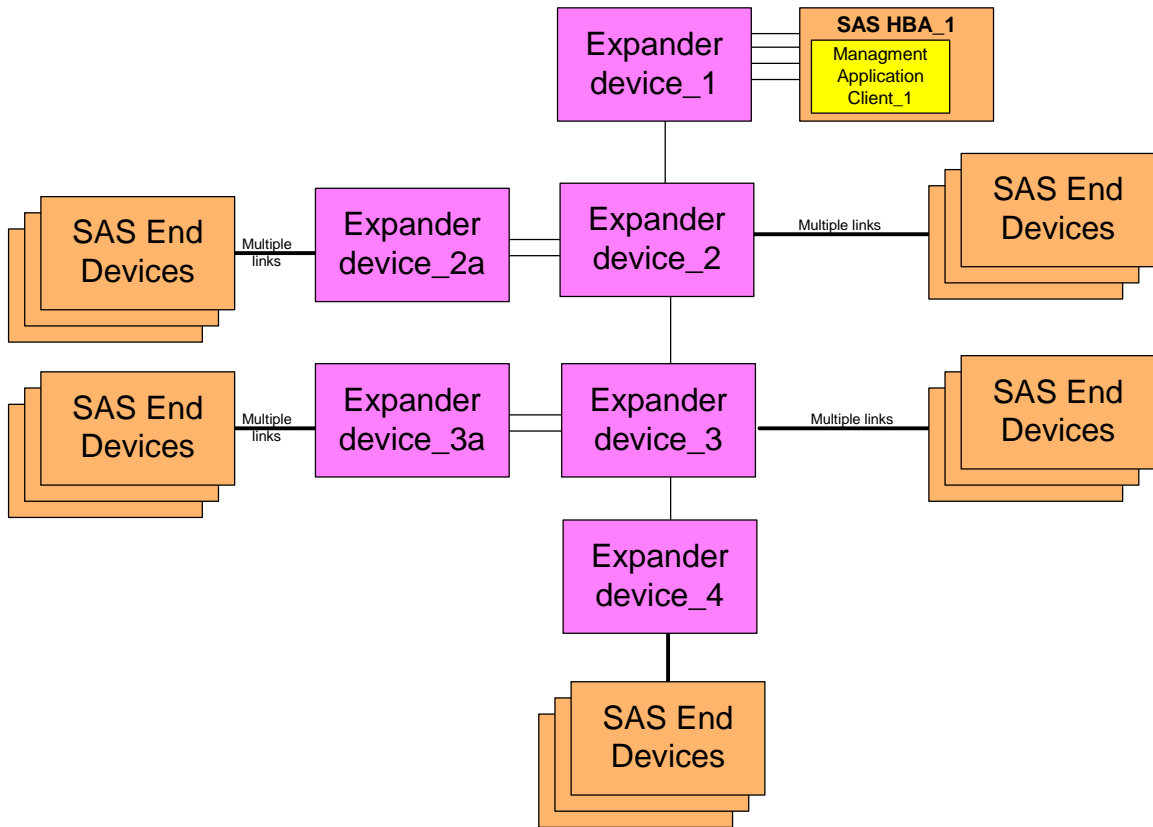 Expander
device_1
SAS HBA_1
Managment
Application
Client_1
SAS End
Devices
Multiple
links
Expander
device_2a
Expander
device_2
Multiple links
SAS End
Devices
SAS End
Devices
Multiple
links
Expander
device_3a
Expander
device_3
Multiple links
SAS End
Devices
Expander
device_4
SAS End
Devices